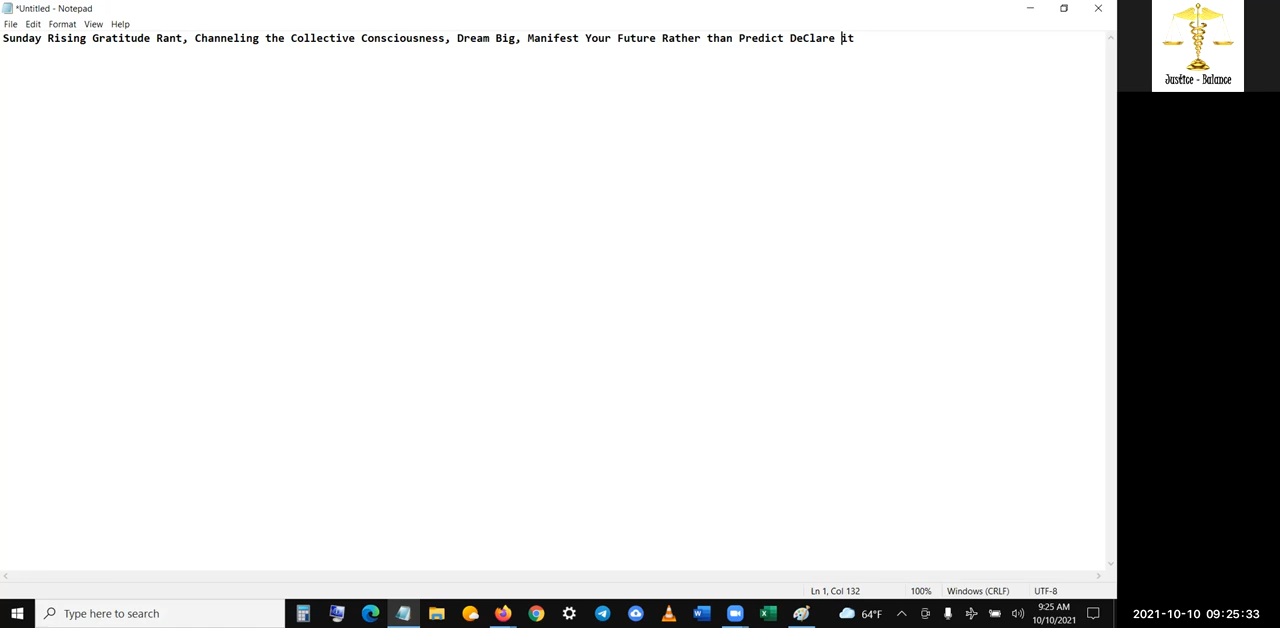 *Untitled - Notepad
File Edit Format View Help
Sunday Rising Gratitude Rant, Channeling the Collective Consciousness, Dream Big, Manifest Your Future Rather than Predict DeClare it
Justice - Balance
Ln 1, Col 132 100% Windows (CRLF) UTF-8
Type here to search
64°F
9:25 AM
10/10/2021
2021-10-10 09:25:33